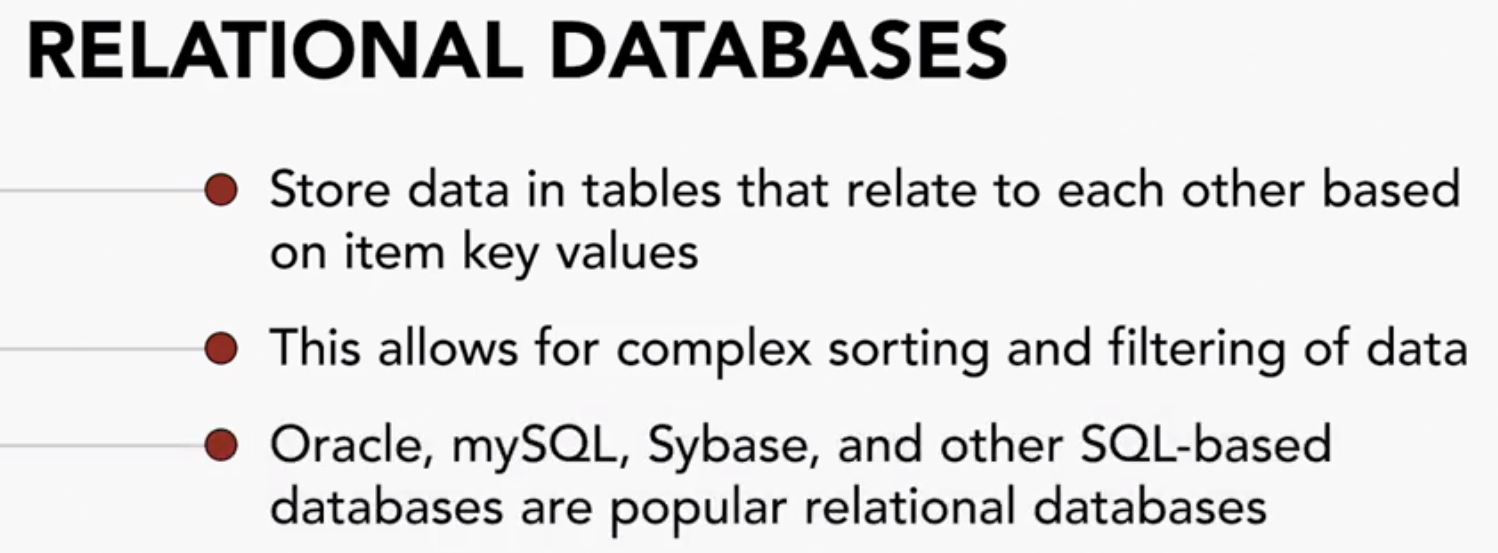 RELATIONAL DATABASES
Store data in tables that relate to each other based
on item key values
This allows for complex sorting and filtering of data
Oracle, mySQL, Sybase, and other SQL-based
databases are popular relational databases